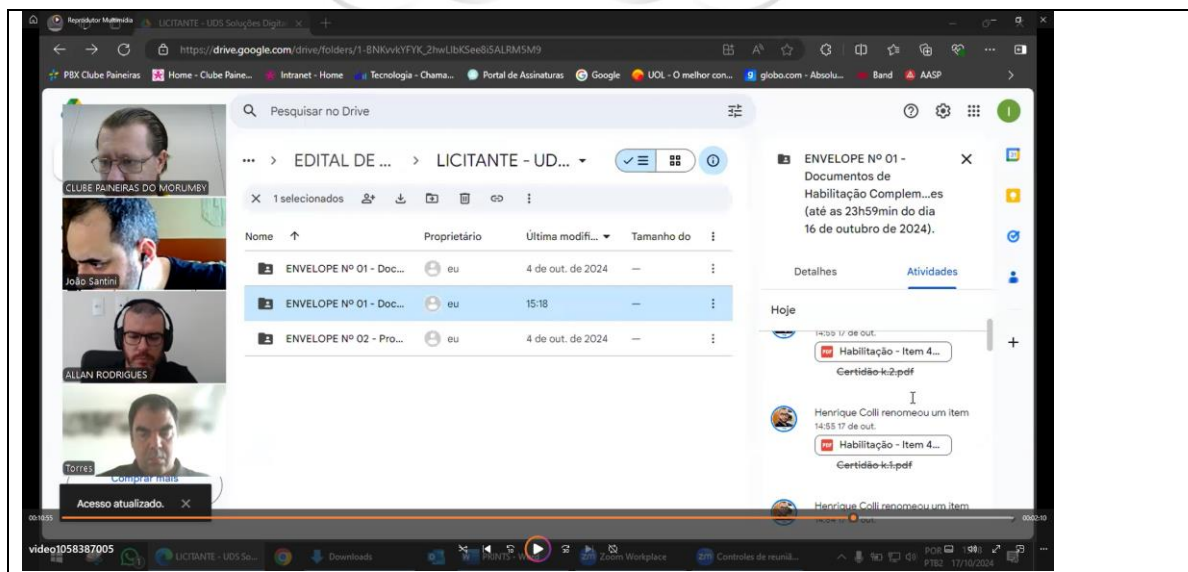 Reprodutor Multimídia
LICITANTE - UDS Soluções Digita
https://drive.google.com/drive/folders/1-8NKvvkYFYK_2hwLIbKSee8i5ALRM5M9
PBX Clube Paineiras
Home - Clube Paine...
Intranet - Home
Tecnologia - Chama...
Portal de Assinaturas
Google
UOL - O melhor con...
globo.com - Absolu...
Band
AASP
Pesquisar no Drive
I
... > EDITAL DE ... > LICITANTE - UD...
1 selecionados
Nome
Proprietário
Última modifi...
Tamanho do
ENVELOPE Nº 01 - Doc... eu 4 de out. de 2024 —
ENVELOPE Nº 01 - Doc... eu 15:18 —
ENVELOPE Nº 02 - Pro... eu 4 de out. de 2024 —
CLUBE PAINEIRAS DO MORUMBY
João Santini
ALLAN RODRIGUES
Torres
Comprar mais
Acesso atualizado.
ENVELOPE Nº 01 -
Documentos de
Habilitação Complem...es
(até as 23h59min do dia
16 de outubro de 2024).
Detalhes
Atividades
Hoje
14:55 17 de out.
PDF Habilitação - Item 4...
Certidão k.2.pdf
Henrique Colli renomeou um item
14:55 17 de out.
PDF Habilitação - Item 4...
Certidão k.1.pdf
Henrique Colli renomeou um item
00:10:55
00:02:10
video1058387005
LICITANTE - UDS So...
Downloads
PRINTS - W
Zoom Workplace
Controles de reuniã...
POR
PTB2
17/10/2024